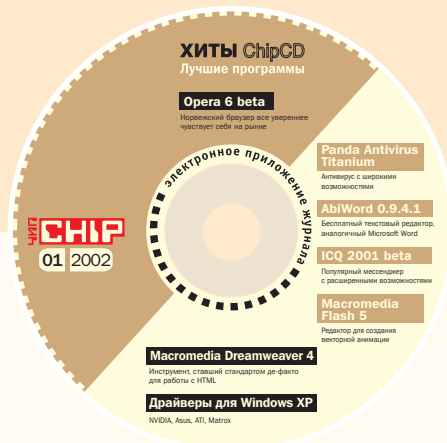 ХИТЫ ChipCD
Лучшие программы
Opera 6 beta
Норвежский браузер все увереннее
чувствует себя на рынке
электронное приложение журнала
Panda Antivirus
Titanium
Антивирус с широкими
возможностями
AbiWord 0.9.4.1
Бесплатный текстовый редактор,
аналогичный Microsoft Word
ICQ 2001 beta
Популярный мессенджер
с расширенными возможностями
Macromedia
Flash 5
Редактор для создания
векторной анимации
ЧИП CHIP
01 2002
Macromedia Dreamweaver 4
Инструмент, ставший стандартом де-факто
для работы с HTML
Драйверы для Windows XP
NVIDIA, Asus, ATI, Matrox